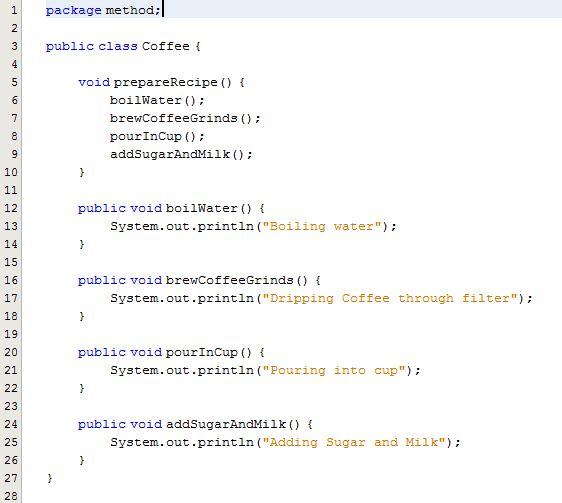 1 package method;
2
3 public class Coffee {
4
5     void prepareRecipe() {
6         boilWater();
7         brewCoffeeGrinds();
8         pourInCup();
9         addSugarAndMilk();
10     }
11
12     public void boilWater() {
13         System.out.println("Boiling water");
14     }
15
16     public void brewCoffeeGrinds() {
17         System.out.println("Dripping Coffee through filter");
18     }
19
20     public void pourInCup() {
21         System.out.println("Pouring into cup");
22     }
23
24     public void addSugarAndMilk() {
25         System.out.println("Adding Sugar and Milk");
26     }
27 }
28